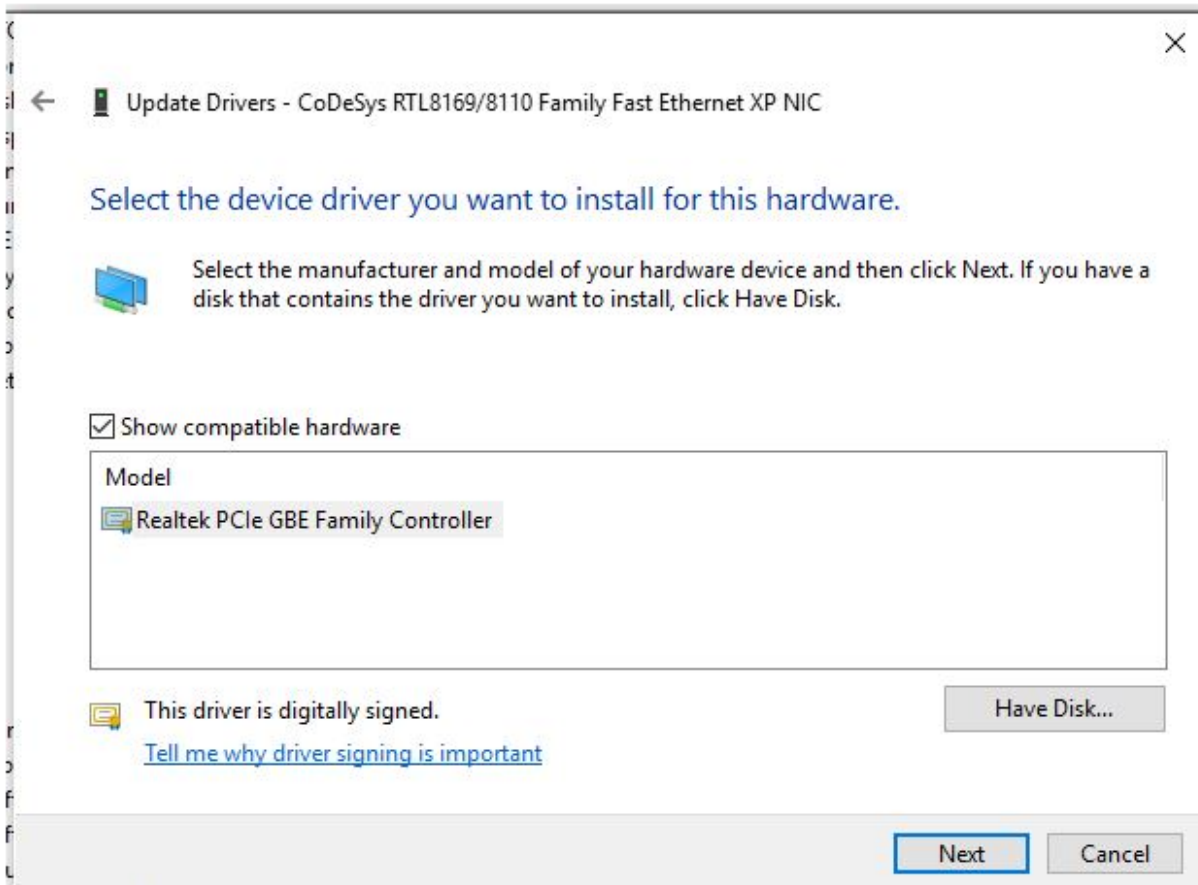 Update Drivers - CoDeSys RTL8169/8110 Family Fast Ethernet XP NIC
Select the device driver you want to install for this hardware.
Select the manufacturer and model of your hardware device and then click Next. If you have a
disk that contains the driver you want to install, click Have Disk.
Show compatible hardware
Model
Realtek PCIe GBE Family Controller
This driver is digitally signed.
Have Disk...
Tell me why driver signing is important
Next
Cancel